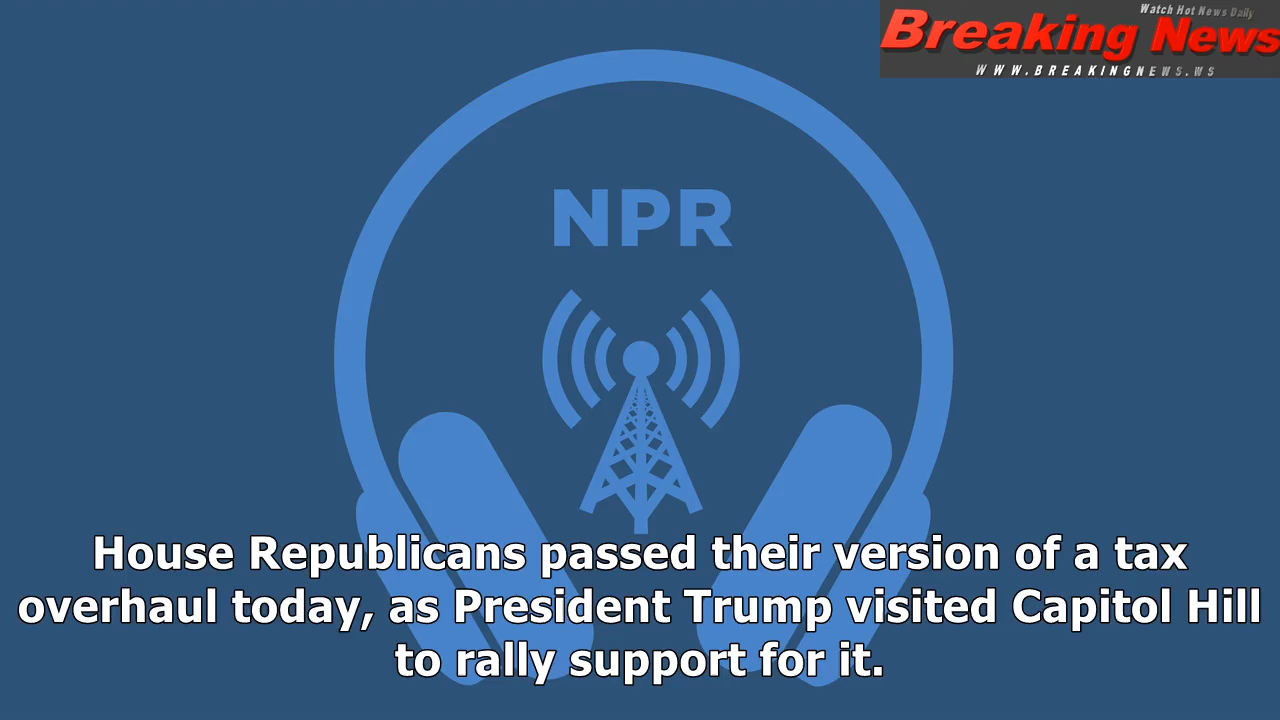 Watch Hot News Daily
Breaking News
WWW.BREAKINGNEWS.WS
NPR
House Republicans passed their version of a tax
overhaul today, as President Trump visited Capitol Hill
to rally support for it.